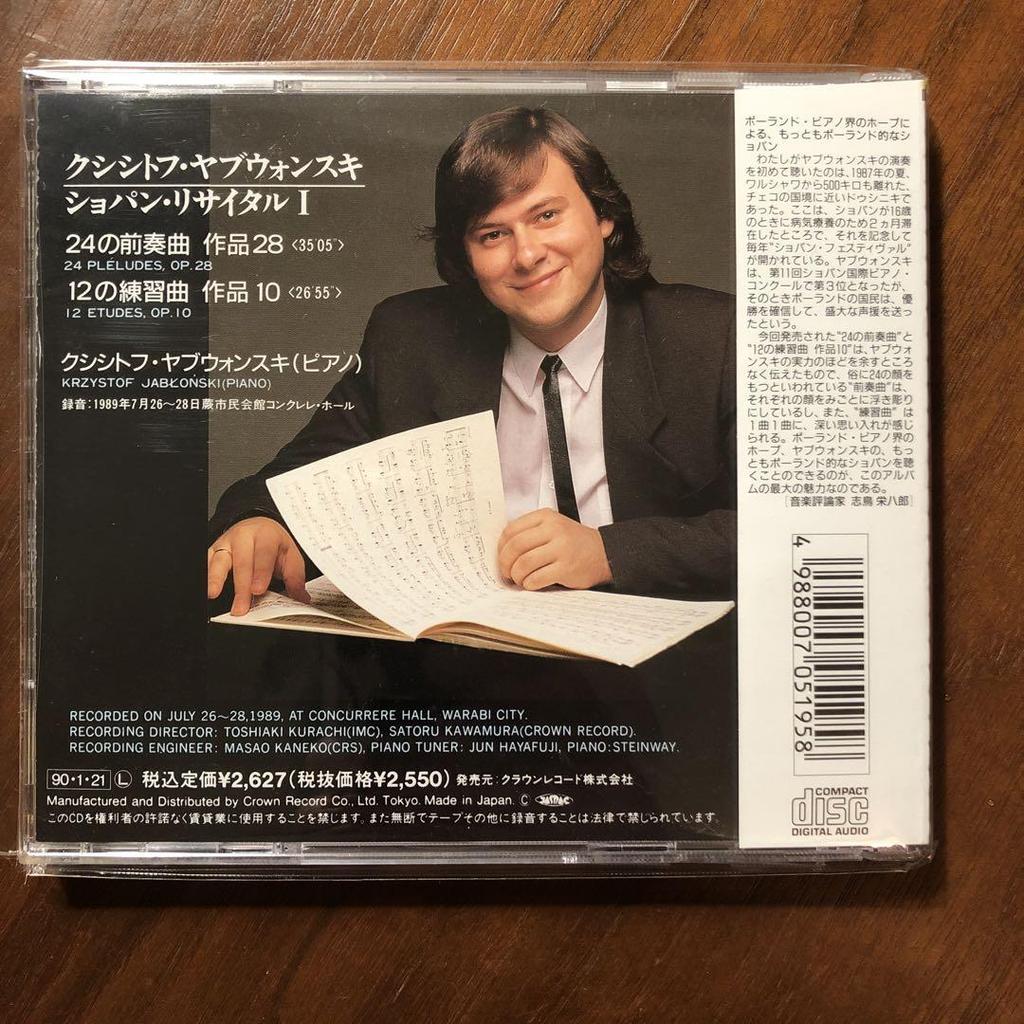 クシシトフ・ヤブウォンスキ
ショパン・リサイタル I
24の前奏曲 作品28 <35'05">
24 PLELUDES, OP.28
12の練習曲 作品10 <26'55">
12 ETUDES, OP.10
クシシトフ・ヤブウォンスキ(ピアノ)
KRZYSTOF JABŁOŃSKI(PIANO)
録音:1989年7月26〜28日蕨市民会館コンクレレ・ホール
RECORDED ON JULY 26〜28,1989, AT CONCURRERE HALL, WARABI CITY.
RECORDING DIRECTOR: TOSHIAKI KURACHI(IMC), SATORU KAWAMURA(CROWN RECORD).
RECORDING ENGINEER: MASAO KANEKO(CRS), PIANO TUNER: JUN HAYAFUJI, PIANO:STEINWAY.
90・1・21 Ⓛ 税込定価¥2,627(税抜価格¥2,550) 発売元:クラウンレコード株式会社
Manufactured and Distributed by Crown Record Co., Ltd. Tokyo. Made in Japan. Ⓒ JASRAC
このCDを権利者の許諾なく賃貸業に使用することを禁じます。また無断でテープその他に録音することは法律で禁じられています。
ポーランド・ピアノ界のホープに
よる、もっともポーランド的なシ
ョパン
わたしがヤブウォンスキの演奏
を初めて聴いたのは、1987年の夏、
ワルシャワから500キロも離れた、
チェコの国境に近いドゥシニキで
あった。ここは、ショパンが16歳
のときに病気療養のため2ヵ月滞
在したところで、それを記念して
毎年"ショパン・フェスティヴァル"
が開かれている。ヤブウォンスキ
は、第11回ショパン国際ピアノ・
コンクールで第3位となったが、
そのときポーランドの国民は、優
勝を確信して、盛大な声援を送っ
たという。
今回発売された"24の前奏曲"と
"12の練習曲 作品10"は、ヤブウォ
ンスキの実力のほどを余すところ
なく伝えたもので、俗に24の顔を
もつといわれている"前奏曲"は、
それぞれの顔をみごとに浮き彫り
にしているし、また、"練習曲"は
1曲1曲に、深い思い入れが感じ
られる。ポーランド・ピアノ界の
ホープ、ヤブウォンスキの、もっ
ともポーランド的なショパンを聴
くことのできるのが、このアルバ
ムの最大の魅力なのである。
[音楽評論家 志鳥 栄八郎]
4 988007 051958
COMPACT
disc
DIGITAL AUDIO